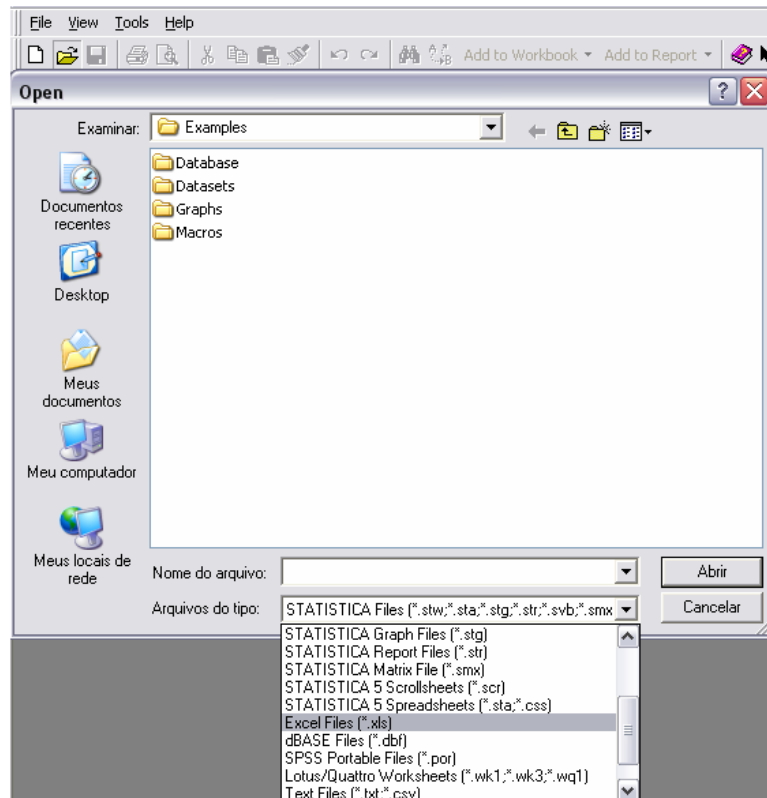 File View Tools Help
Add to Workbook Add to Report
Open
Examinar: Examples
Documentos recentes
Desktop
Meus documentos
Meu computador
Meus locais de rede
Database
Datasets
Graphs
Macros
Nome do arquivo:
Abrir
Arquivos do tipo: STATISTICA Files (*.stw;*.sta;*.stg;*.str;*.svb;*.smx
Cancelar
STATISTICA Graph Files (*.stg)
STATISTICA Report Files (*.str)
STATISTICA Matrix File (*.smx)
STATISTICA 5 Scrollsheets (*.scr)
STATISTICA 5 Spreadsheets (*.sta;*.css)
Excel Files (*.xls)
dBASE Files (*.dbf)
SPSS Portable Files (*.por)
Lotus/Quattro Worksheets (*.wk1;*.wk3;*.wq1)
Text Files (*.txt;*.csv)